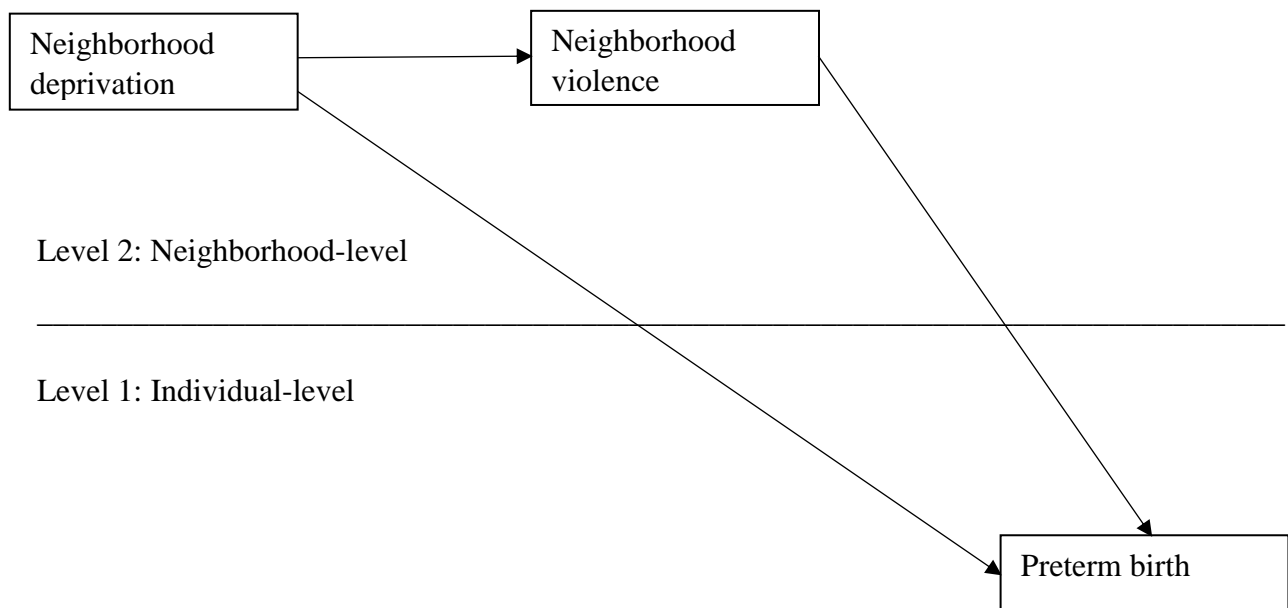 Neighborhood
deprivation
Neighborhood
violence
Level 2: Neighborhood-level
Level 1: Individual-level
Preterm birth